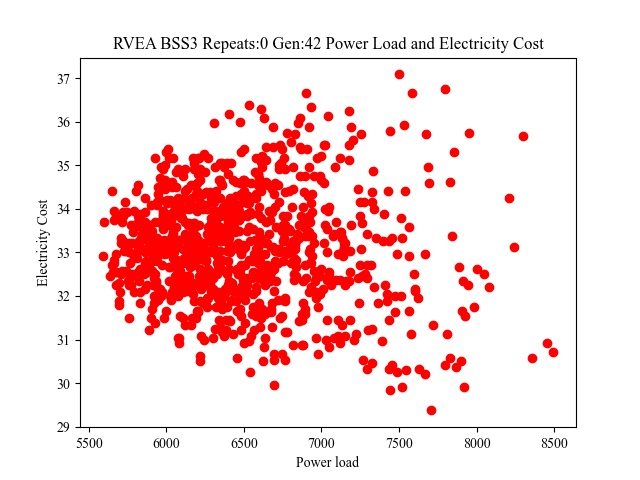 RVEA BSS3 Repeats:0 Gen:42 Power Load and Electricity Cost
37
36
35
34
33
32
31
30
29
Electricity Cost
5500 6000 6500 7000 7500 8000 8500
Power load